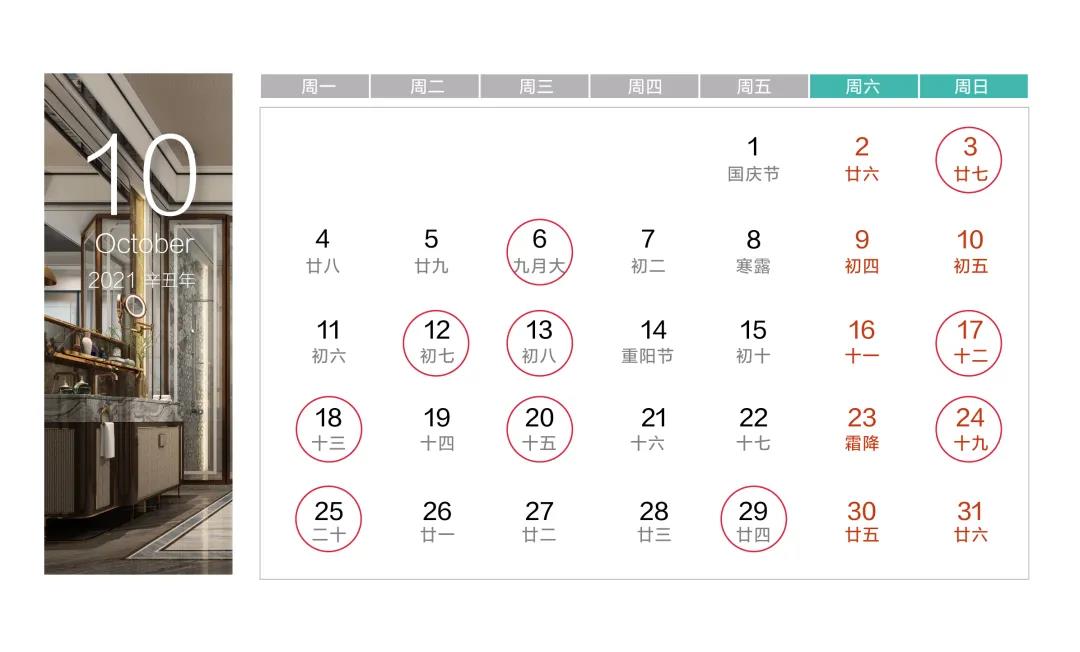 10
October
2021 辛丑年
周一 周二 周三 周四 周五 周六 周日
1 2 3
国庆节 廿六 廿七
4 5 6 7 8 9 10
廿八 廿九 九月大 初二 寒露 初四 初五
11 12 13 14 15 16 17
初六 初七 初八 重阳节 初十 十一 十二
18 19 20 21 22 23 24
十三 十四 十五 十六 十七 霜降 十九
25 26 27 28 29 30 31
二十 廿一 廿二 廿三 廿四 廿五 廿六